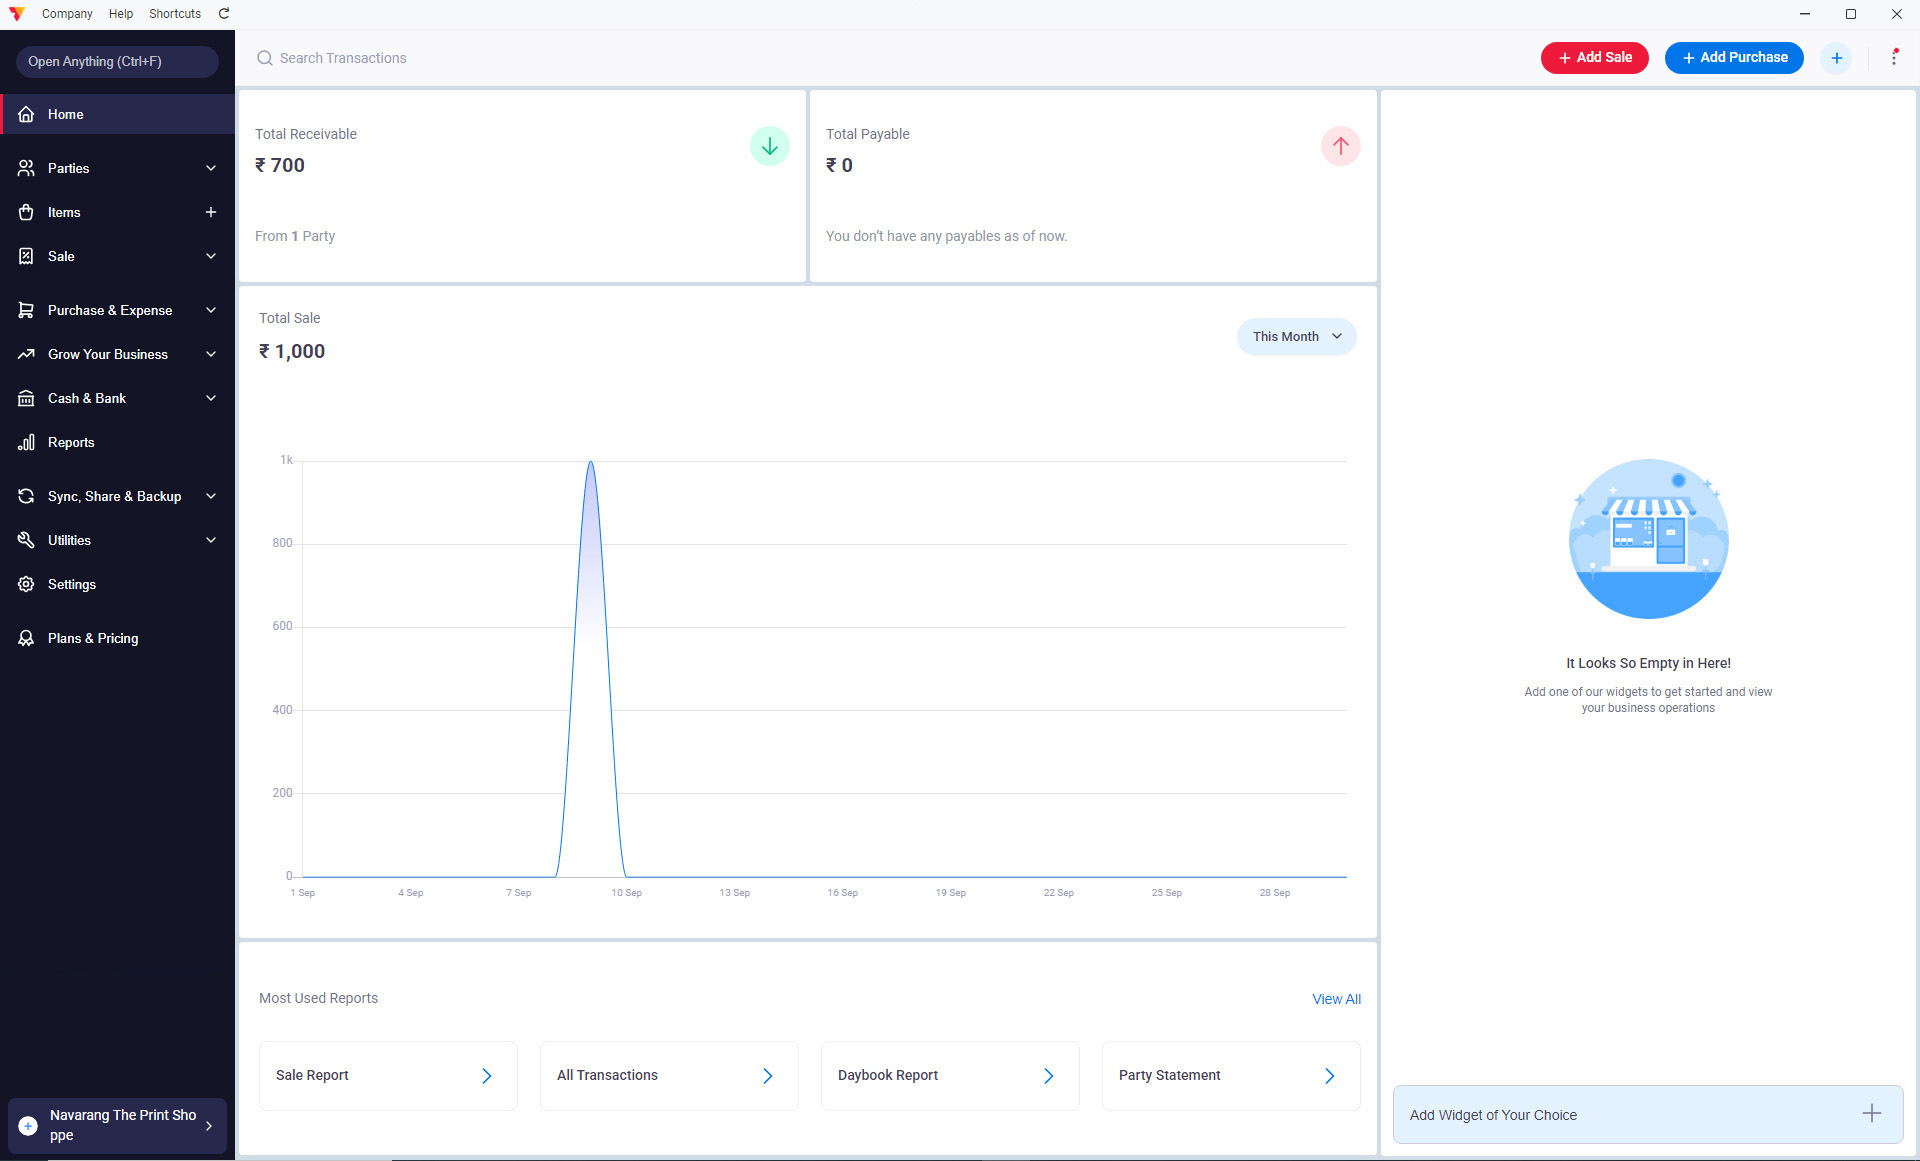 Company Help Shortcuts
Open Anything (Ctrl+F)
Home
Parties
Items
Sale
Purchase & Expense
Grow Your Business
Cash & Bank
Reports
Sync, Share & Backup
Utilities
Settings
Plans & Pricing
Navarang The Print Sho
ppe
Search Transactions
+ Add Sale
+ Add Purchase
Total Receivable
₹ 700
From 1 Party
Total Payable
₹ 0
You don't have any payables as of now.
Total Sale
₹ 1,000
This Month
1k
800
600
400
200
0
1 Sep 4 Sep 7 Sep 10 Sep 13 Sep 16 Sep 19 Sep 22 Sep 25 Sep 28 Sep
Most Used Reports
View All
Sale Report
All Transactions
Daybook Report
Party Statement
It Looks So Empty in Here!
Add one of our widgets to get started and view
your business operations
Add Widget of Your Choice